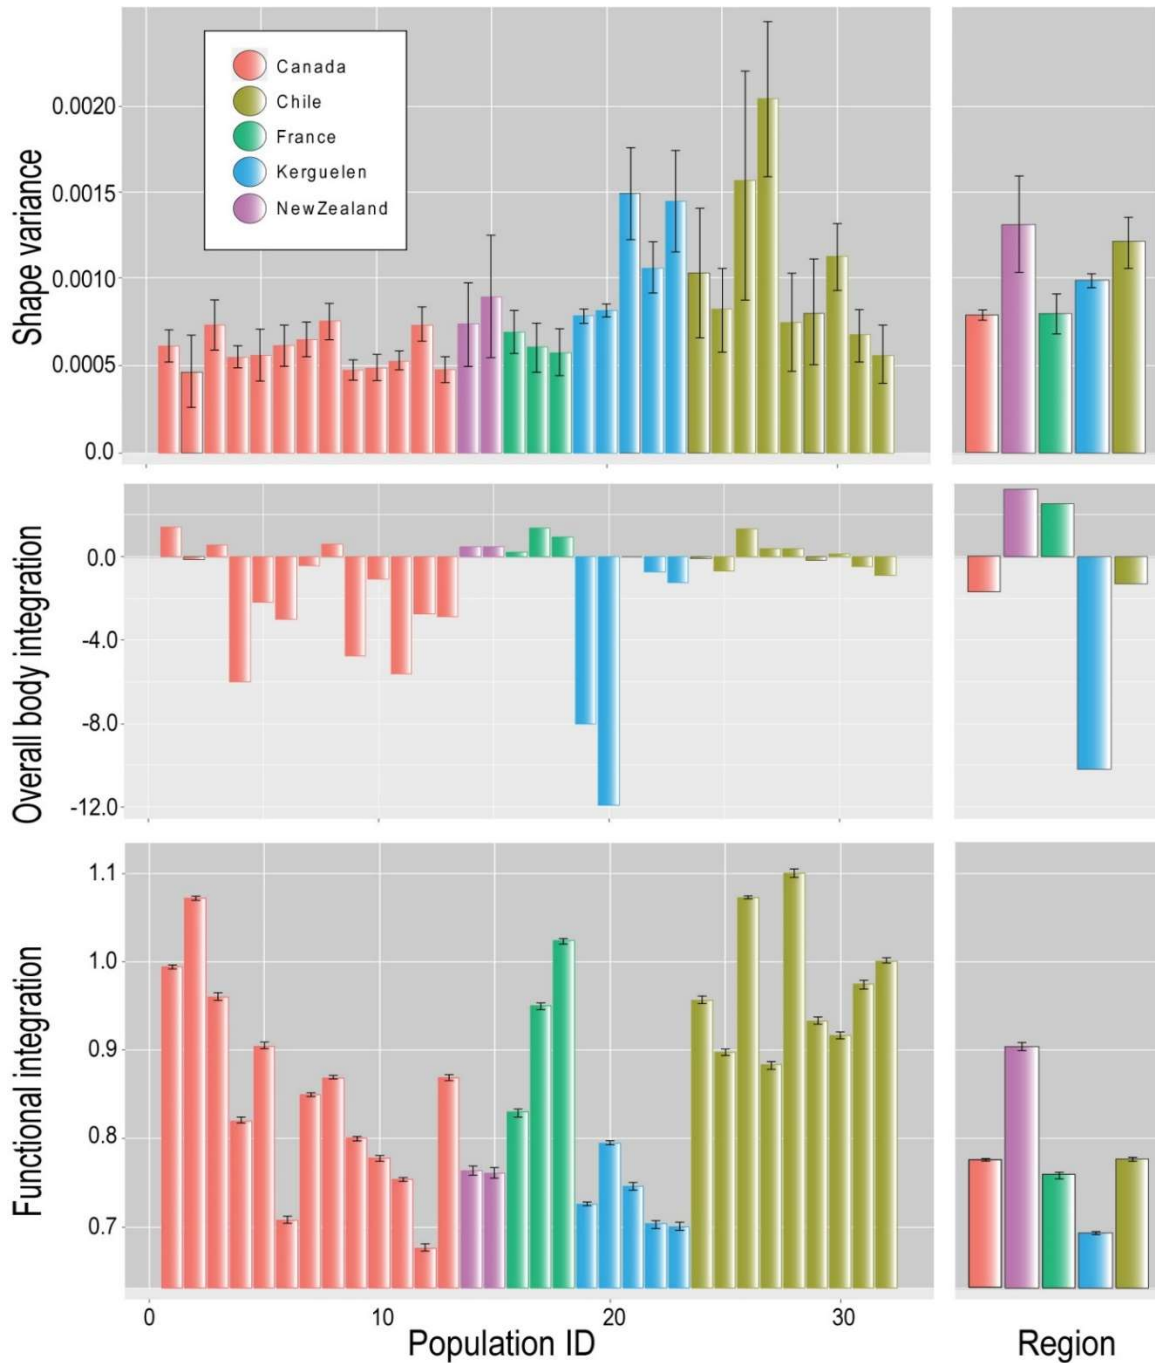 Canada
Chile
France
Kerguelen
NewZealand
Shape variance
0.0020
0.0015
0.0010
0.0005
0.0
Overall body integration
0.0
-4.0
-8.0
-12.0
Functional integration
1.1
1.0
0.9
0.8
0.7
0 10 20 30
Population ID
Region